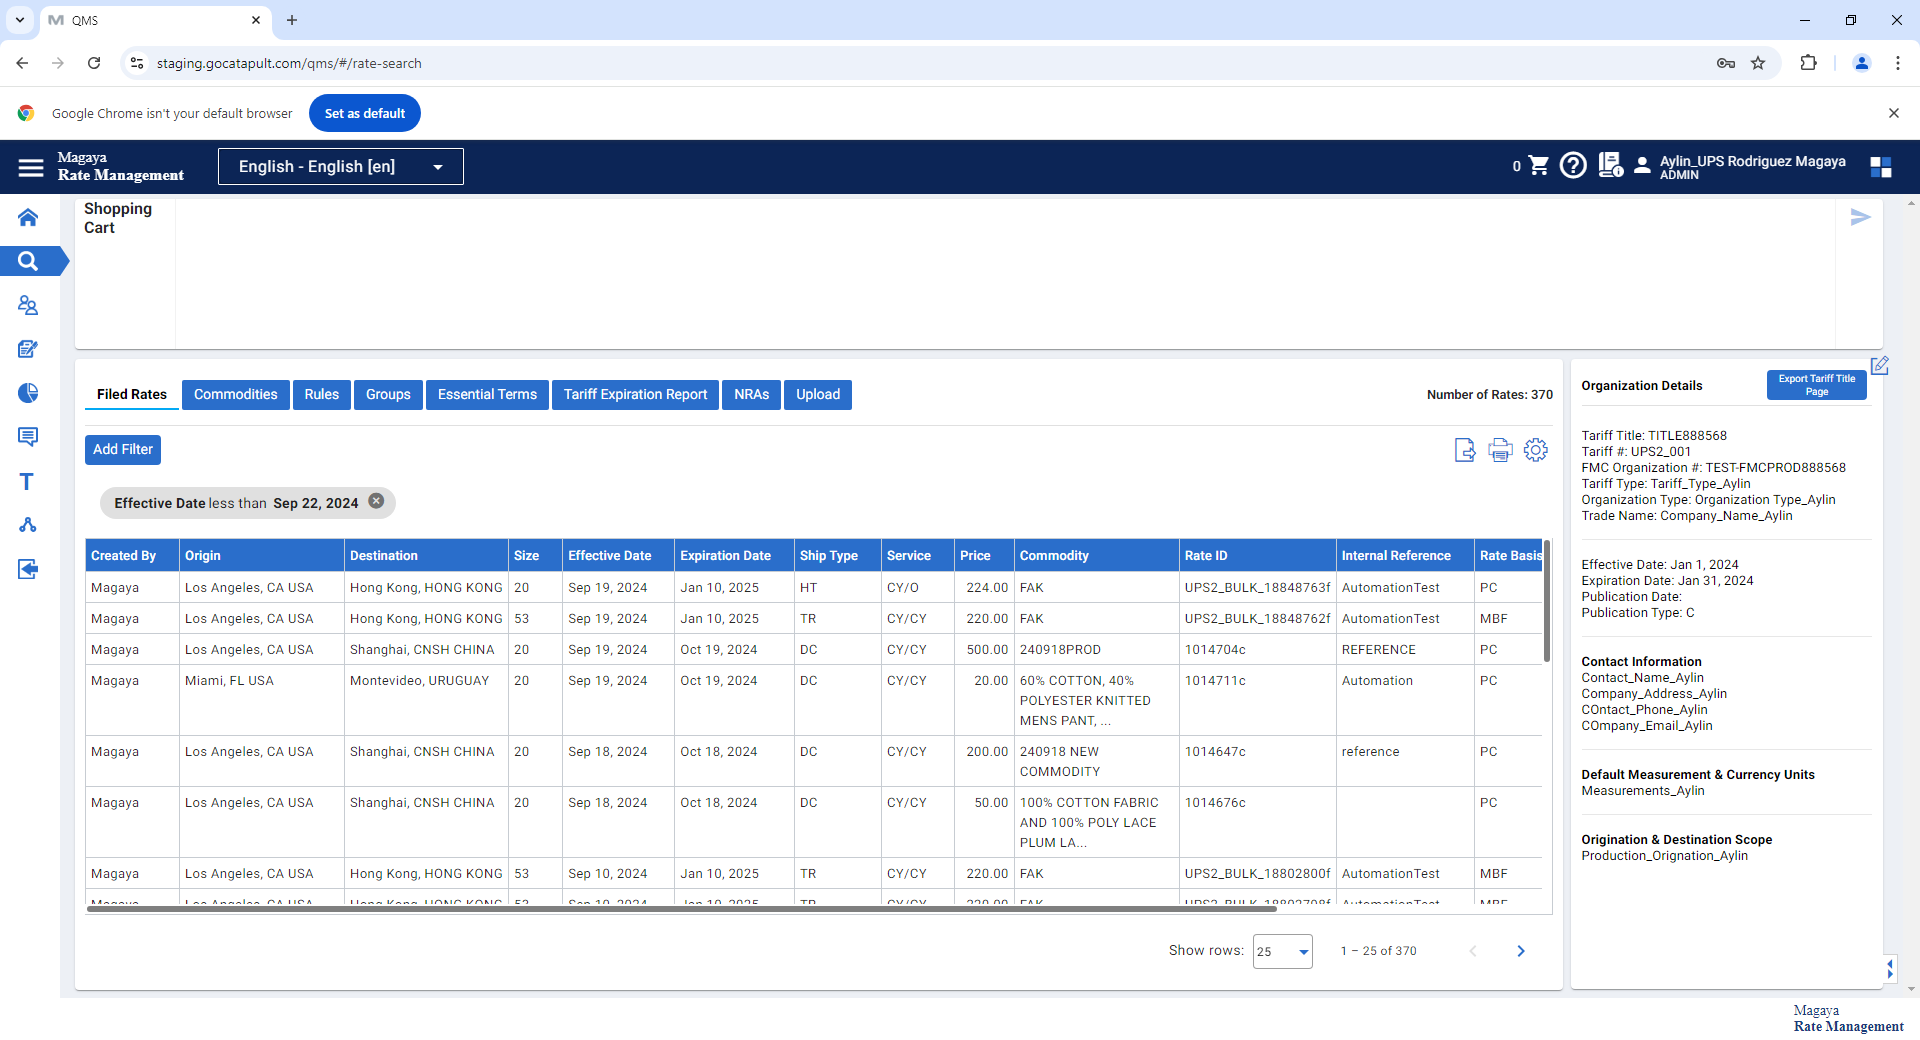 QMS
staging.gocatapult.com/qms/#/rate-search
Google Chrome isn't your default browser
Set as default
Magaya
Rate Management
English - English [en]
0
Aylin_UPS Rodriguez Magaya
ADMIN
Shopping
Cart
Filed Rates Commodities Rules Groups Essential Terms Tariff Expiration Report NRAs Upload
Number of Rates: 370
Add Filter
Effective Date less than Sep 22, 2024
Created By Origin Destination Size Effective Date Expiration Date Ship Type Service Price Commodity Rate ID Internal Reference Rate Basis
Magaya Los Angeles, CA USA Hong Kong, HONG KONG 20 Sep 19, 2024 Jan 10, 2025 HT CY/O 224.00 FAK UPS2_BULK_18848763f AutomationTest PC
Magaya Los Angeles, CA USA Hong Kong, HONG KONG 53 Sep 19, 2024 Jan 10, 2025 TR CY/CY 220.00 FAK UPS2_BULK_18848762f AutomationTest MBF
Magaya Los Angeles, CA USA Shanghai, CNSH CHINA 20 Sep 19, 2024 Oct 19, 2024 DC CY/CY 500.00 240918PROD 1014704c REFERENCE PC
Magaya Miami, FL USA Montevideo, URUGUAY 20 Sep 19, 2024 Oct 19, 2024 DC CY/CY 20.00 60% COTTON, 40% 1014711c Automation PC
POLYESTER KNITTED
MENS PANT, ...
Magaya Los Angeles, CA USA Shanghai, CNSH CHINA 20 Sep 18, 2024 Oct 18, 2024 DC CY/CY 200.00 240918 NEW 1014647c reference PC
COMMODITY
Magaya Los Angeles, CA USA Shanghai, CNSH CHINA 20 Sep 18, 2024 Oct 18, 2024 DC CY/CY 50.00 100% COTTON FABRIC 1014676c PC
AND 100% POLY LACE
PLUM LA...
Magaya Los Angeles, CA USA Hong Kong, HONG KONG 53 Sep 10, 2024 Jan 10, 2025 TR CY/CY 220.00 FAK UPS2_BULK_18802800f AutomationTest MBF
Show rows: 25 1 – 25 of 370
Organization Details
Export Tariff Title
Page
Tariff Title: TITLE888568
Tariff #: UPS2_001
FMC Organization #: TEST-FMCPROD888568
Tariff Type: Tariff_Type_Aylin
Organization Type: Organization Type_Aylin
Trade Name: Company_Name_Aylin
Effective Date: Jan 1, 2024
Expiration Date: Jan 31, 2024
Publication Date:
Publication Type: C
Contact Information
Contact_Name_Aylin
Company_Address_Aylin
COntact_Phone_Aylin
COmpany_Email_Aylin
Default Measurement & Currency Units
Measurements_Aylin
Origination & Destination Scope
Production_Orignation_Aylin
Magaya
Rate Management